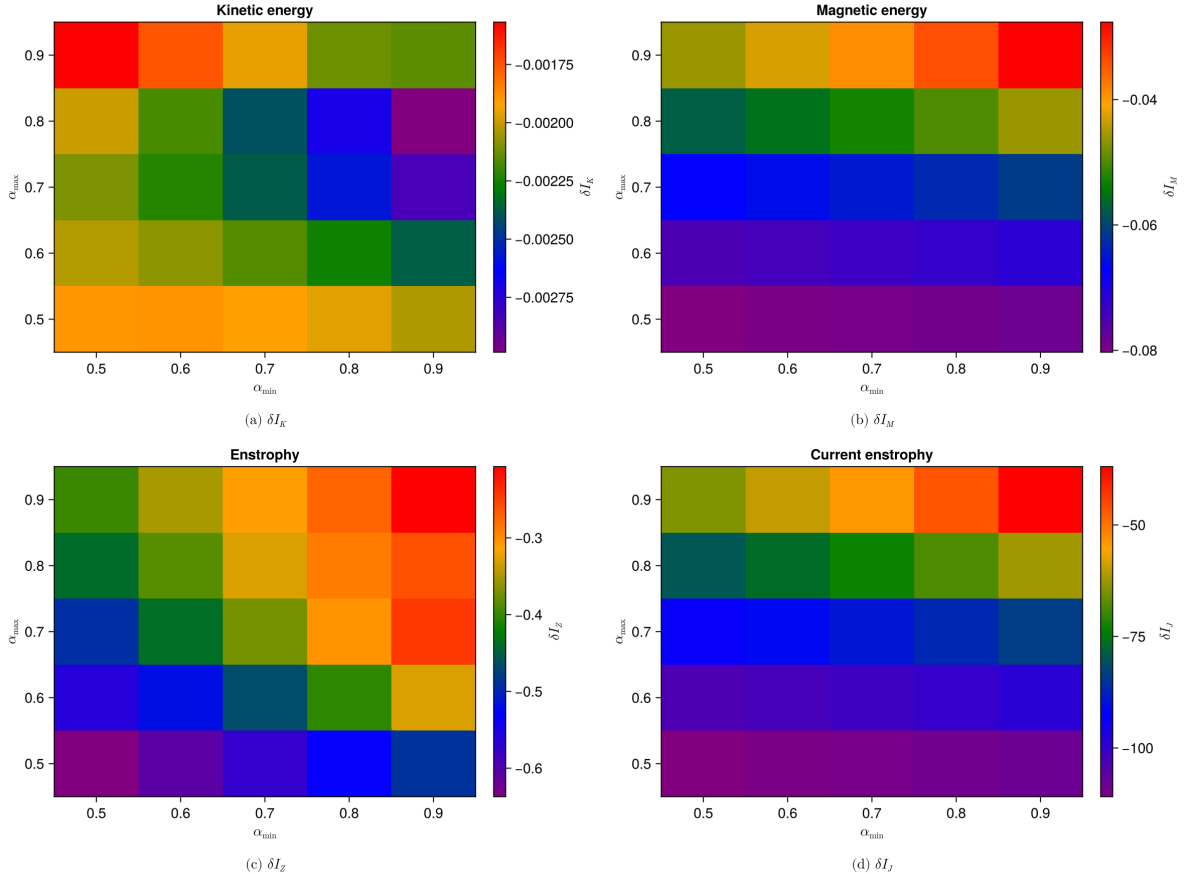 Kinetic energy
0.9
0.8
0.7
0.6
0.5
α_max
0.5 0.6 0.7 0.8 0.9
α_min
−0.00175
−0.00200
−0.00225
−0.00250
−0.00275
δI_K
(a) δI_K
Magnetic energy
0.9
0.8
0.7
0.6
0.5
α_max
0.5 0.6 0.7 0.8 0.9
α_min
−0.04
−0.06
−0.08
δI_M
(b) δI_M
Enstrophy
0.9
0.8
0.7
0.6
0.5
α_max
0.5 0.6 0.7 0.8 0.9
α_min
−0.3
−0.4
−0.5
−0.6
δI_Z
(c) δI_Z
Current enstrophy
0.9
0.8
0.7
0.6
0.5
α_max
0.5 0.6 0.7 0.8 0.9
α_min
−50
−75
−100
δI_J
(d) δI_J